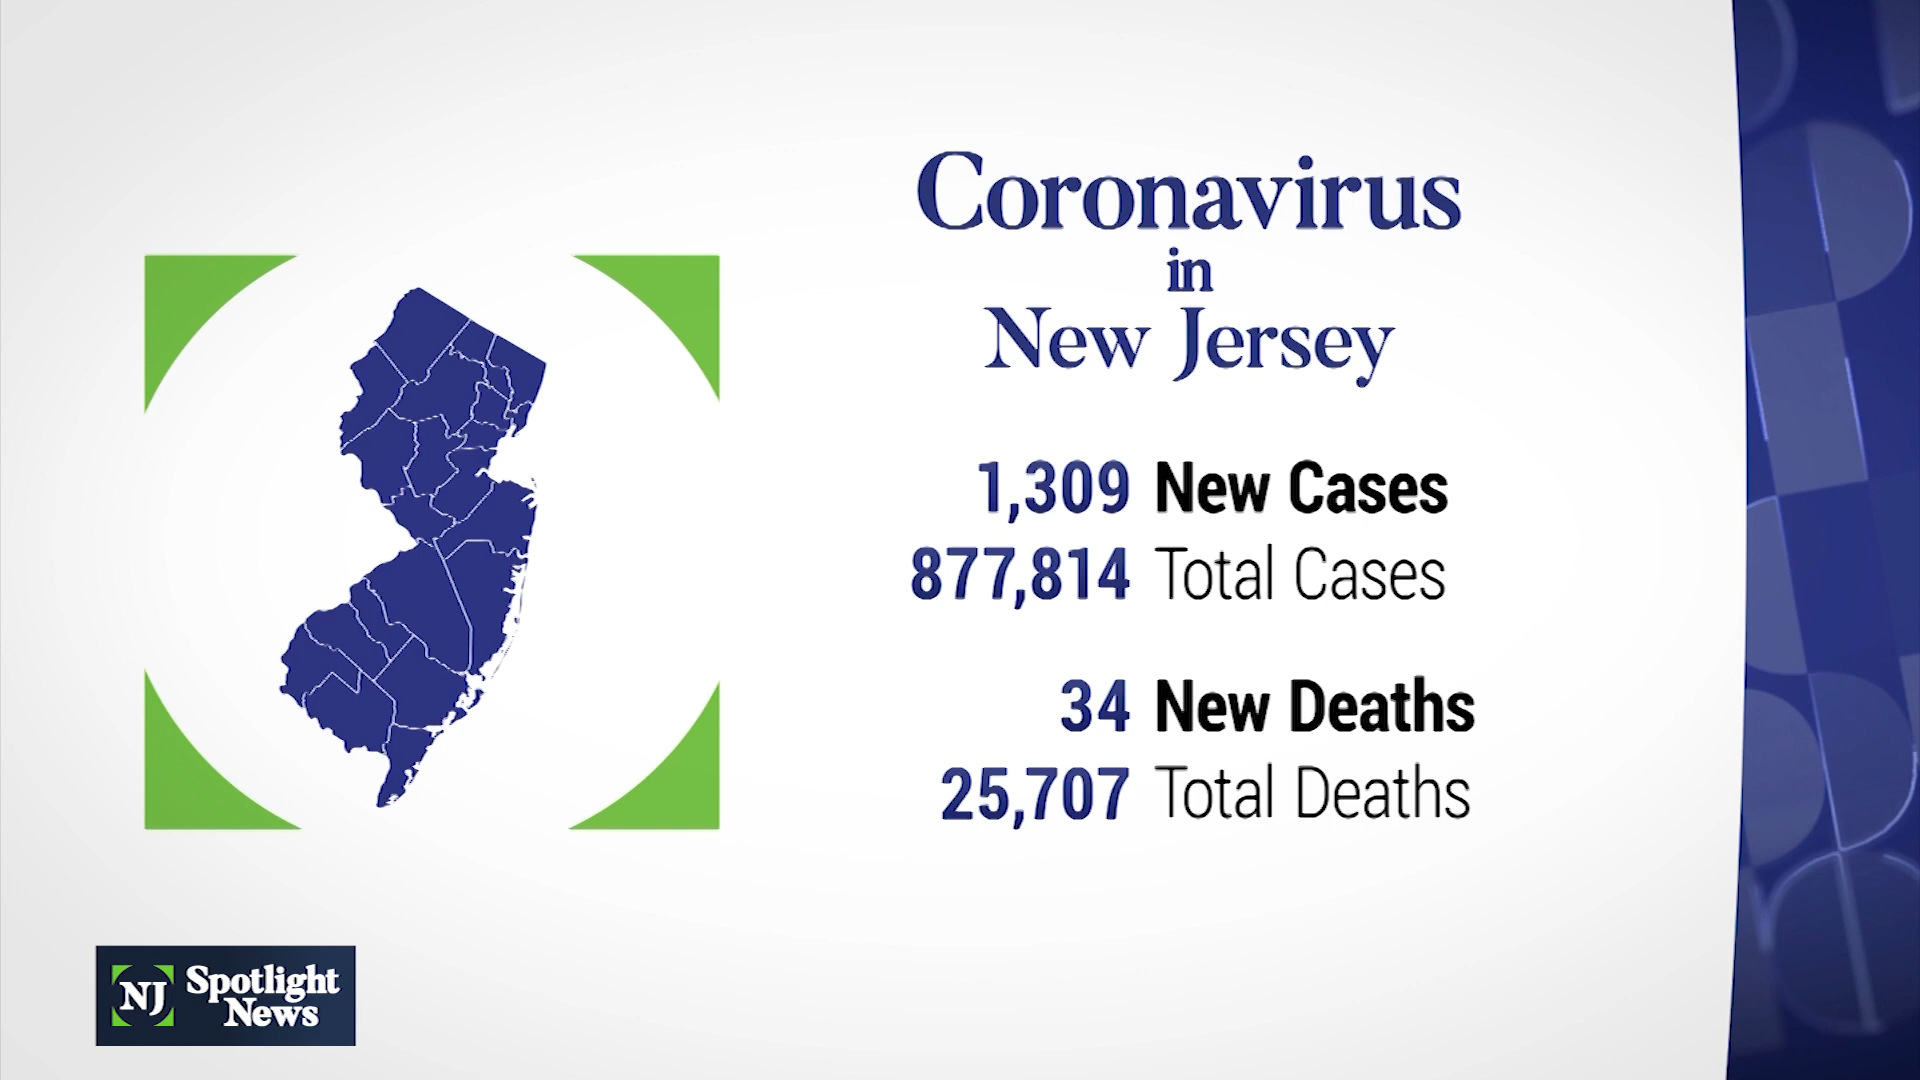 Coronavirus
in
New Jersey
1,309 New Cases
877,814 Total Cases
34 New Deaths
25,707 Total Deaths
NJ Spotlight
News